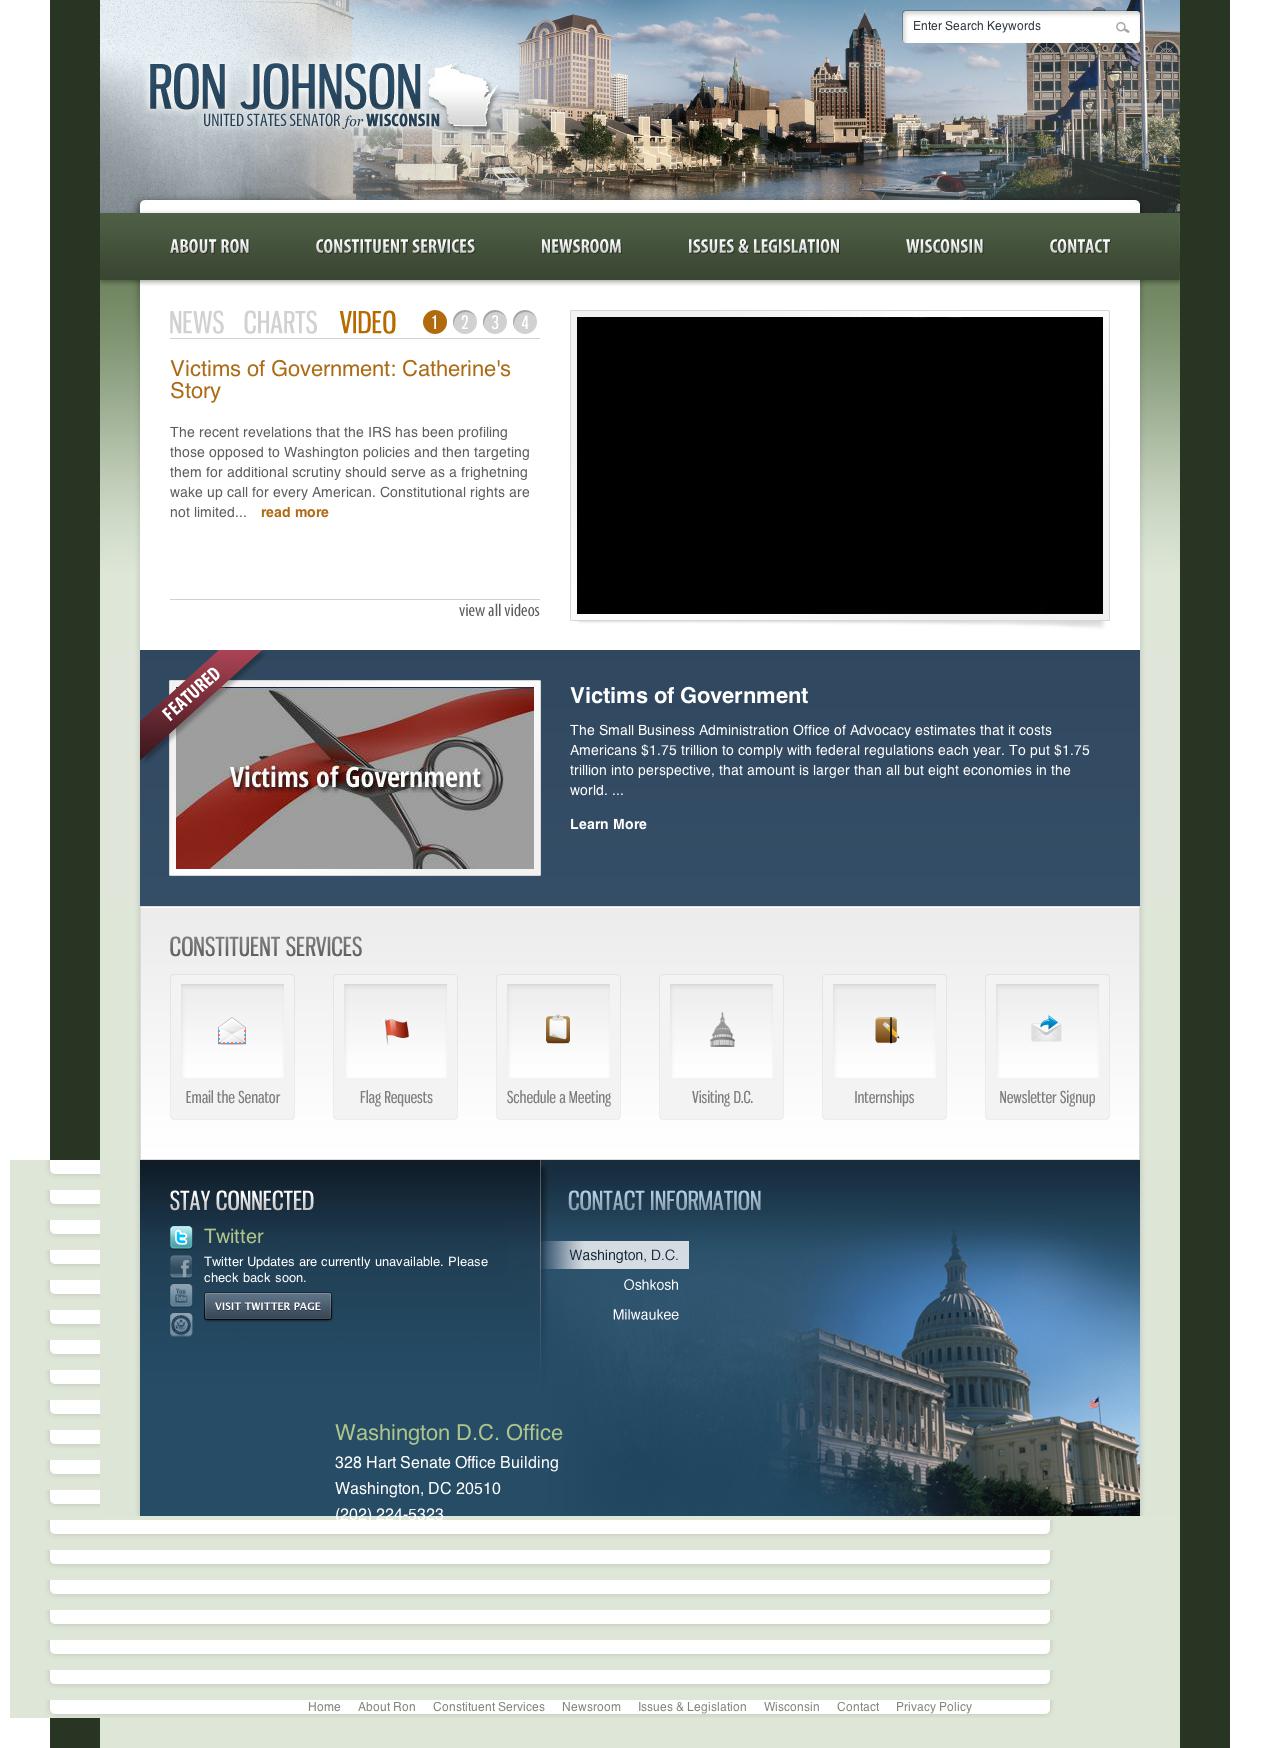 Enter Search Keywords
RON JOHNSON
UNITED STATES SENATOR for WISCONSIN
ABOUT RON CONSTITUENT SERVICES NEWSROOM ISSUES & LEGISLATION WISCONSIN CONTACT
NEWS CHARTS VIDEO 1 2 3 4
Victims of Government: Catherine's
Story
The recent revelations that the IRS has been profiling
those opposed to Washington policies and then targeting
them for additional scrutiny should serve as a frighetning
wake up call for every American. Constitutional rights are
not limited... read more
view all videos
FEATURED
Victims of Government
Victims of Government
The Small Business Administration Office of Advocacy estimates that it costs
Americans $1.75 trillion to comply with federal regulations each year. To put $1.75
trillion into perspective, that amount is larger than all but eight economies in the
world. ...
Learn More
CONSTITUENT SERVICES
Email the Senator Flag Requests Schedule a Meeting Visiting D.C. Internships Newsletter Signup
STAY CONNECTED
Twitter
Twitter Updates are currently unavailable. Please
check back soon.
VISIT TWITTER PAGE
CONTACT INFORMATION
Washington, D.C.
Oshkosh
Milwaukee
Washington D.C. Office
328 Hart Senate Office Building
Washington, DC 20510
(202) 224-5323
Home About Ron Constituent Services Newsroom Issues & Legislation Wisconsin Contact Privacy Policy